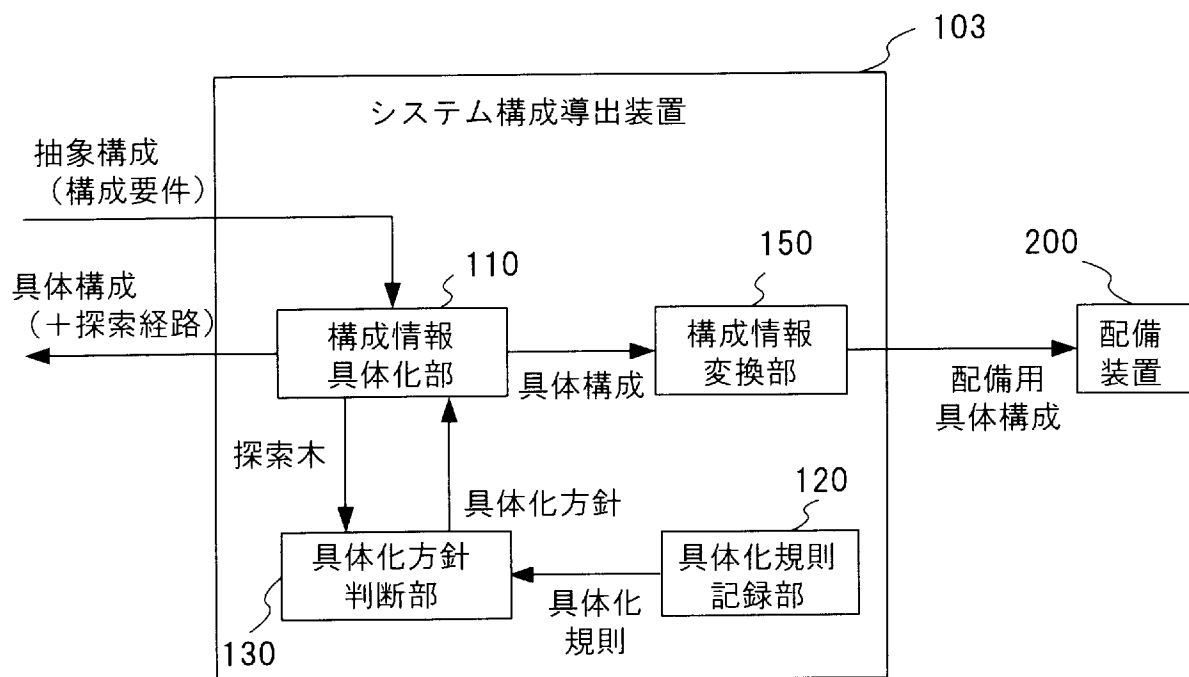 103
システム構成導出装置
抽象構成
（構成要件）
110
150
200
具体構成
（＋探索経路）
構成情報
具体化部
具体構成
構成情報
変換部
配備用
具体構成
配備
装置
探索木
具体化方針
120
具体化方針
判断部
130
具体化
規則
具体化規則
記録部